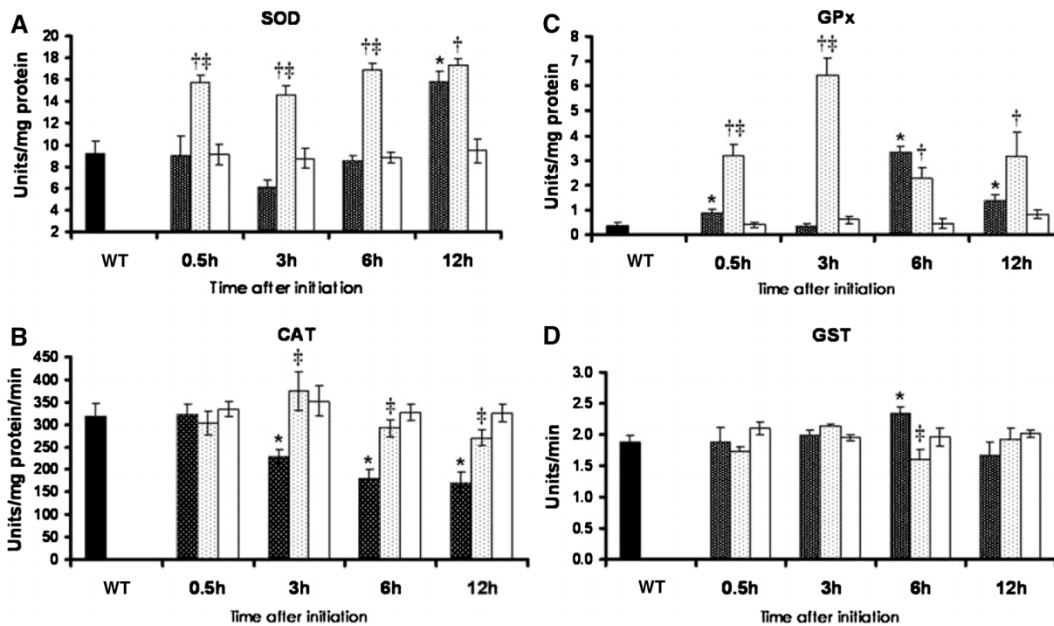 A
SOD
Units/mg protein
20
18
16
14
12
10
8
6
4
2
†‡
†‡
†‡
*
†
WT 0.5h 3h 6h 12h
Time after initiation
C
GPx
Units/mg protein
8
7
6
5
4
3
2
1
0
*
†‡
†‡
*
†
*
†
WT 0.5h 3h 6h 12h
Time after initiation
B
CAT
Units/mg protein/min
450
400
350
300
250
200
150
100
50
0
*
‡
*
‡
*
‡
WT 0.5h 3h 6h 12h
Time after initiation
D
GST
Units/min
3.0
2.5
2.0
1.5
1.0
0.5
0.0
*
‡
WT 0.5h 3h 6h 12h
Time after initiation